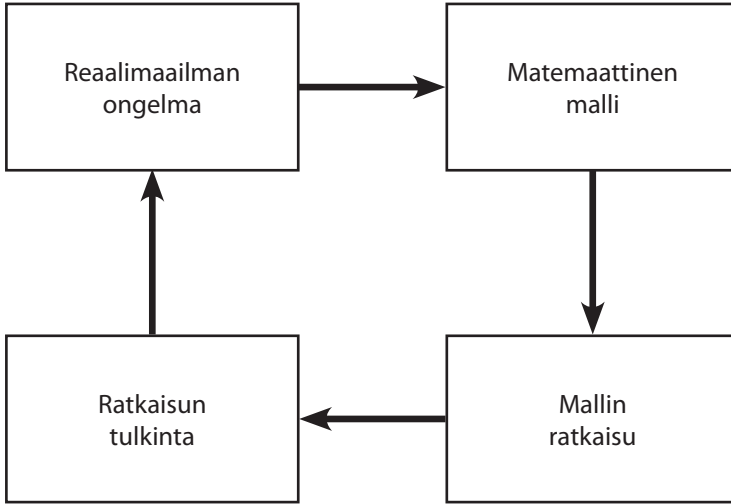 Reaalimaailman
ongelma
Matemaattinen
malli
Ratkaisun
tulkinta
Mallin
ratkaisu